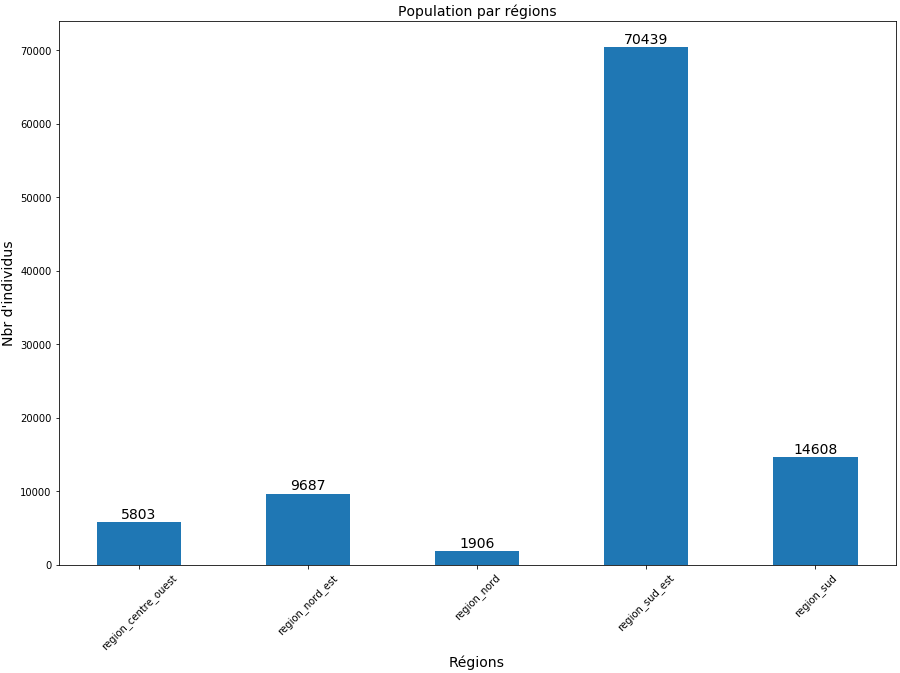 Population par régions
Nbr d'individus
70000
60000
50000
40000
30000
20000
10000
0
5803
9687
1906
70439
14608
region_centre_ouest
region_nord_est
region_nord
region_sud_est
region_sud
Régions